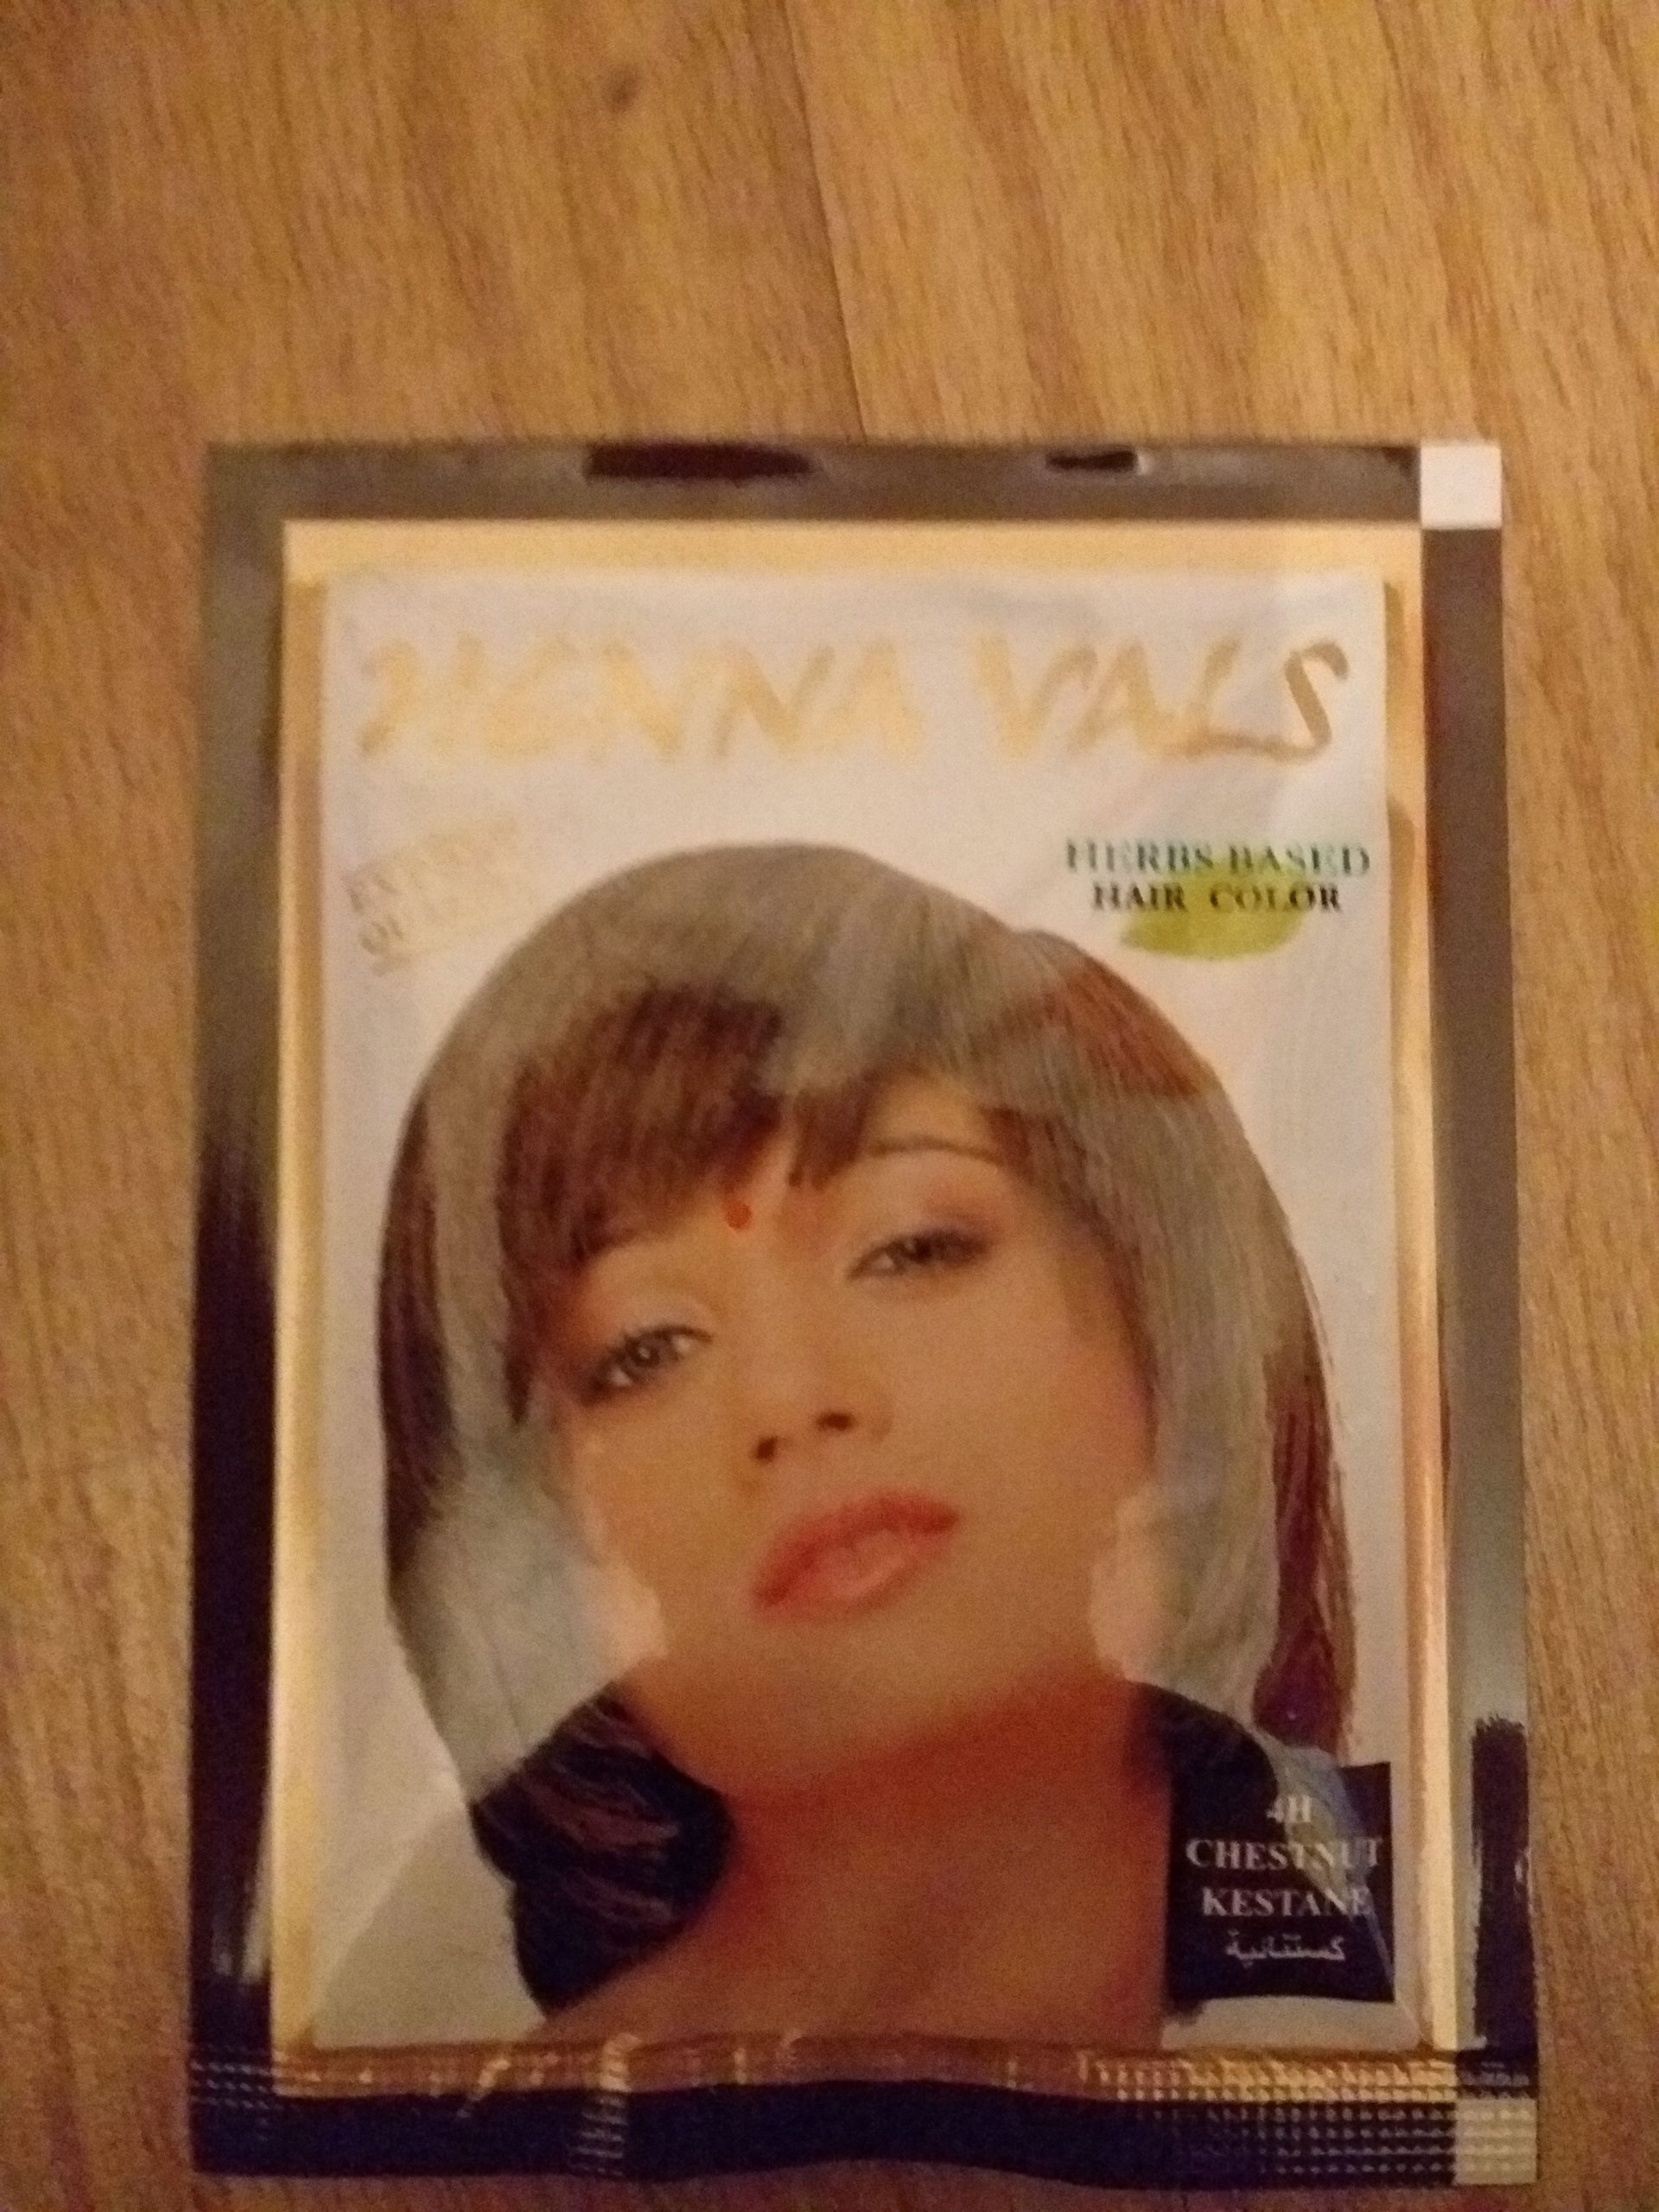 HENNA VALS
HERBS BASED
HAIR COLOR
4H
CHESTNUT
KESTANE
كستنائية